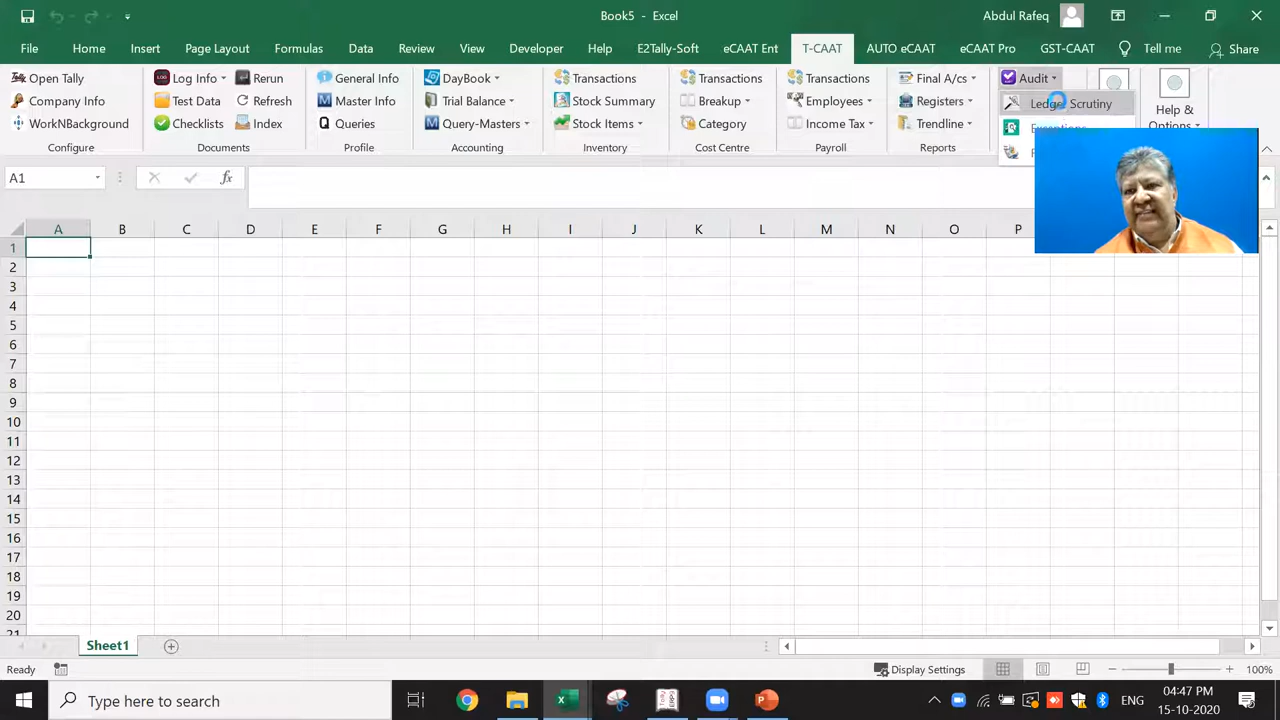 Book5 - Excel
Abdul Rafeq
File Home Insert Page Layout Formulas Data Review View Developer Help E2Tally-Soft eCAAT Ent T-CAAT AUTO eCAAT eCAAT Pro GST-CAAT Tell me Share
Open Tally Log Info Rerun General Info DayBook Transactions Transactions Transactions Final A/cs Audit
Company Info Test Data Refresh Master Info Trial Balance Stock Summary Breakup Employees Registers Ledger Scrutiny Help &
WorkNBackground Checklists Index Queries Query-Masters Stock Items Category Income Tax Trendline Exceptions Options
Configure Documents Profile Accounting Inventory Cost Centre Payroll Reports
A1 fx
A B C D E F G H I J K L M N O P
1
2
3
4
5
6
7
8
9
10
11
12
13
14
15
16
17
18
19
20
21
Sheet1
Ready Display Settings 100%
Type here to search ENG 04:47 PM
15-10-2020